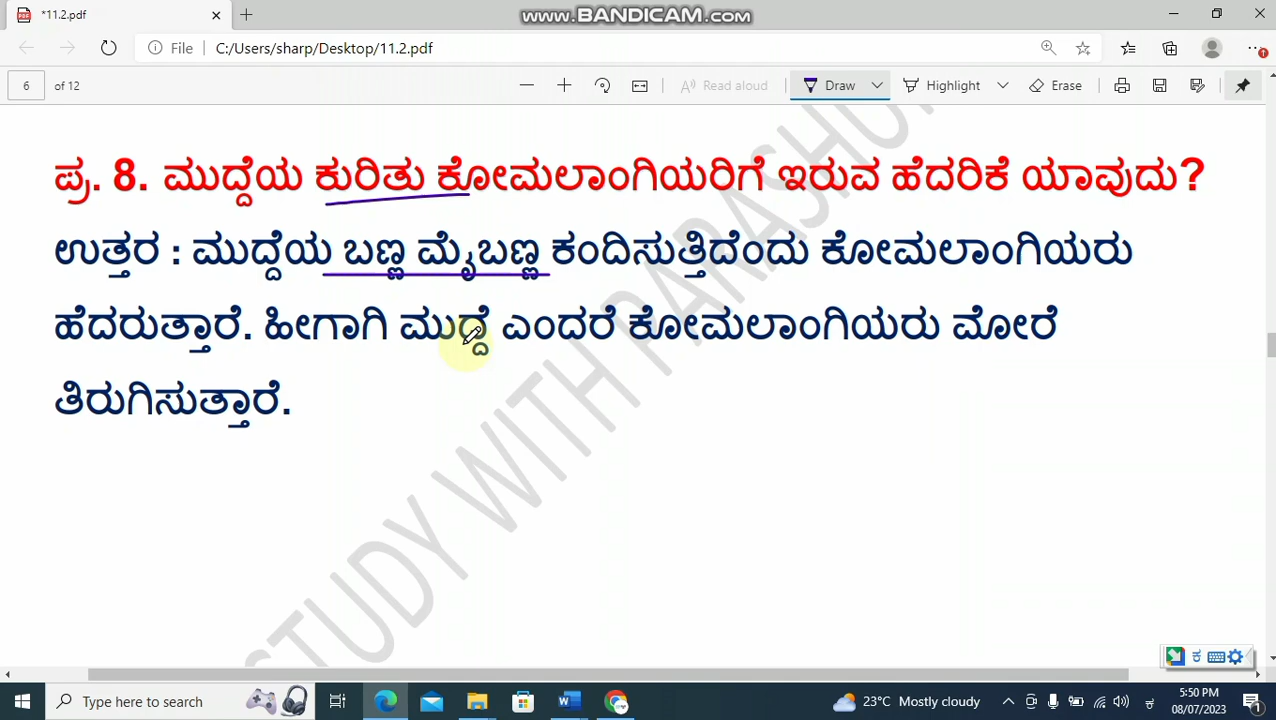 *11.2.pdf
www.BANDICAM.com
File C:/Users/sharp/Desktop/11.2.pdf
6 of 12 Read aloud Draw Highlight Erase
ಪ್ರ. 8. ಮುದ್ದೆಯ ಕುರಿತು ಕೋಮಲಾಂಗಿಯರಿಗೆ ಇರುವ ಹೆದರಿಕೆ ಯಾವುದು?
ಉತ್ತರ : ಮುದ್ದೆಯ ಬಣ್ಣ ಮೈಬಣ್ಣ ಕಂದಿಸುತ್ತಿದೆಂದು ಕೋಮಲಾಂಗಿಯರು
ಹೆದರುತ್ತಾರೆ. ಹೀಗಾಗಿ ಮುದ್ದೆ ಎಂದರೆ ಕೋಮಲಾಂಗಿಯರು ಮೋರೆ
ತಿರುಗಿಸುತ್ತಾರೆ.
STUDY WITH PARASHU
ಕ
Type here to search 23°C Mostly cloudy 5:50 PM
08/07/2023 1